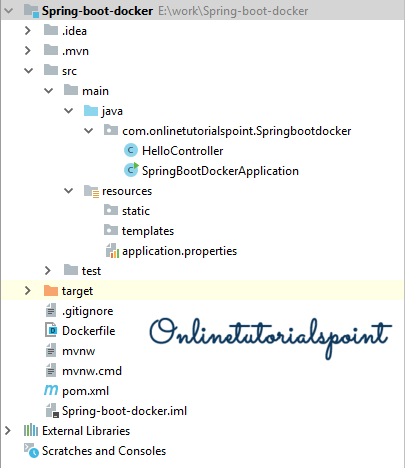 Spring-boot-docker E:\work\Spring-boot-docker
.idea
.mvn
src
main
java
com.onlinetutorialspoint.Springbootdocker
HelloController
SpringBootDockerApplication
resources
static
templates
application.properties
test
target
.gitignore
Dockerfile
Onlinetutorialspoint
mvnw
mvnw.cmd
pom.xml
Spring-boot-docker.iml
External Libraries
Scratches and Consoles